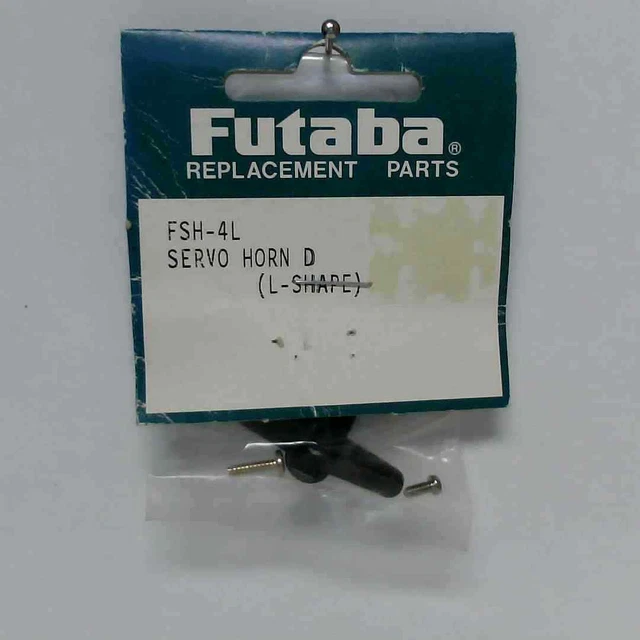 Futaba®
REPLACEMENT PARTS
FSH-4L
SERVO HORN D
(L-SHAPE)